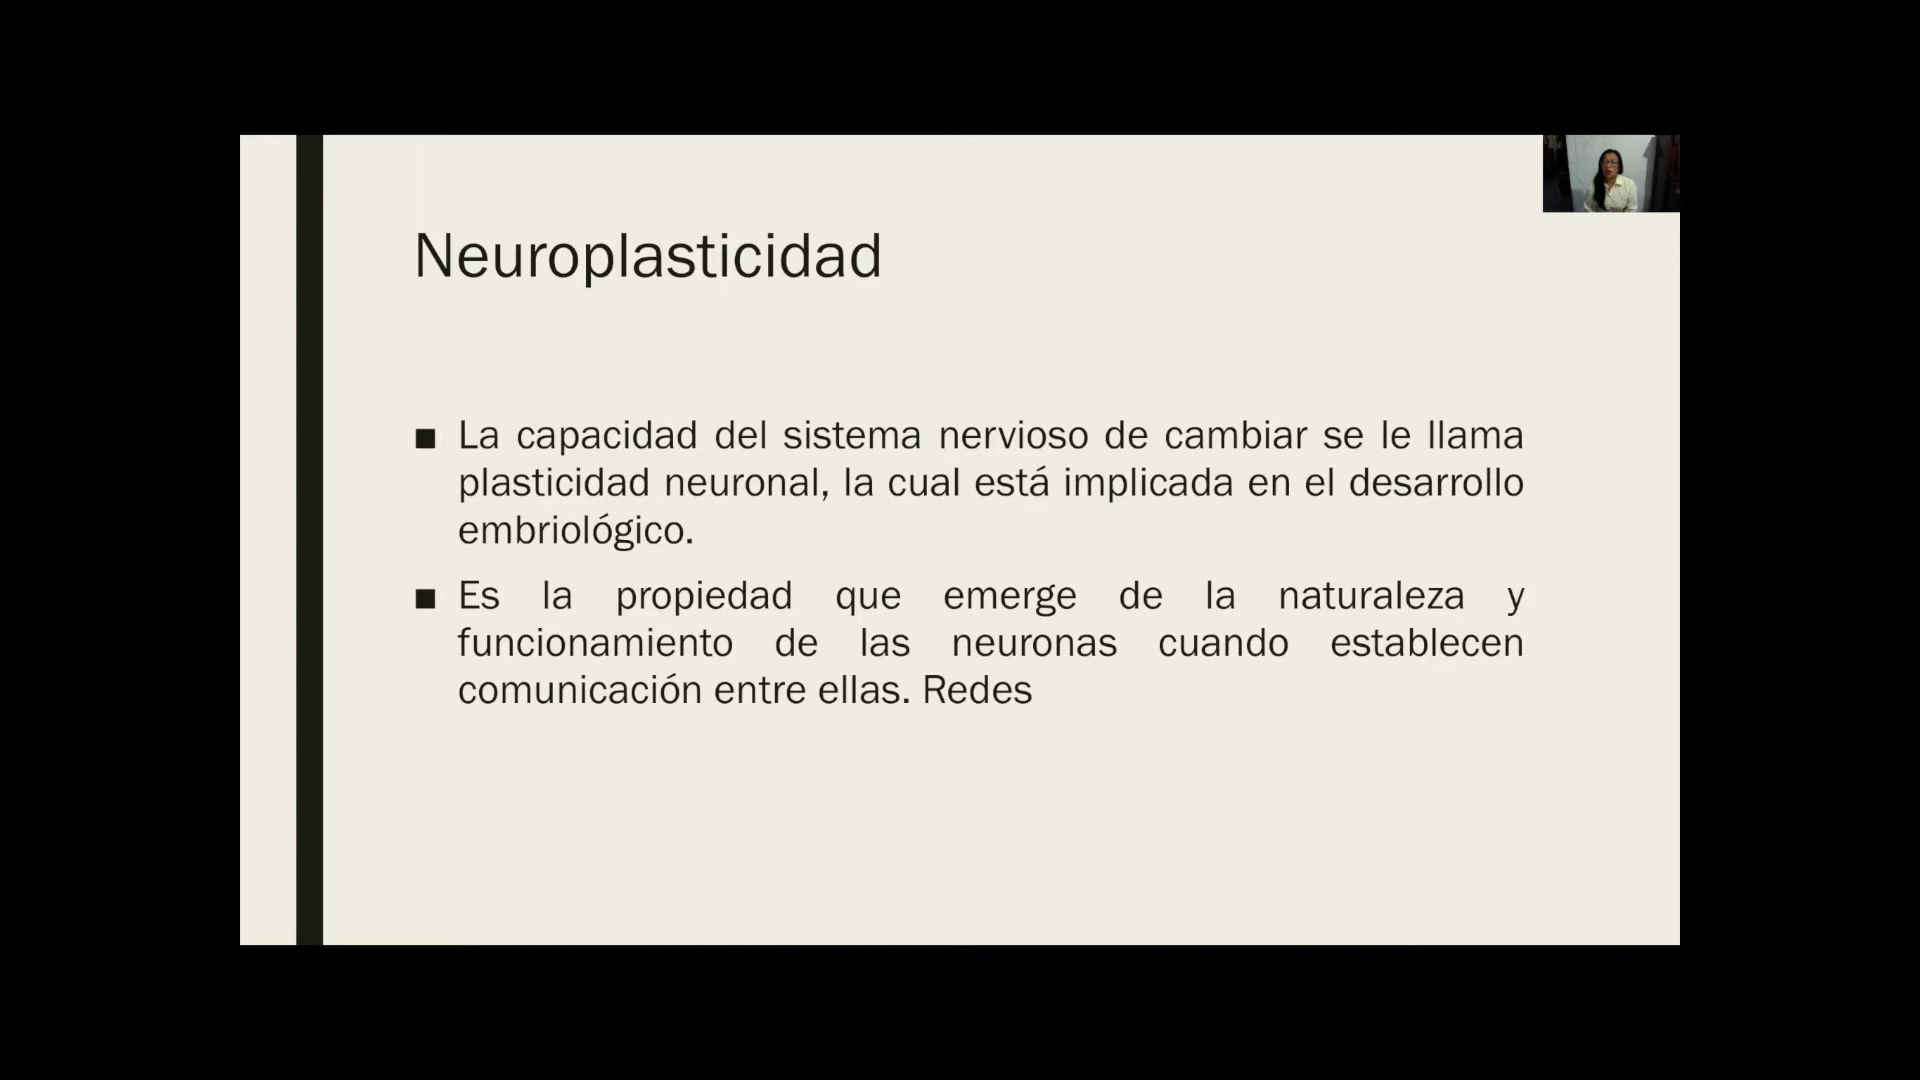 Neuroplasticidad
■ La capacidad del sistema nervioso de cambiar se le llama
plasticidad neuronal, la cual está implicada en el desarrollo
embriológico.
■ Es la propiedad que emerge de la naturaleza y
funcionamiento de las neuronas cuando establecen
comunicación entre ellas. Redes